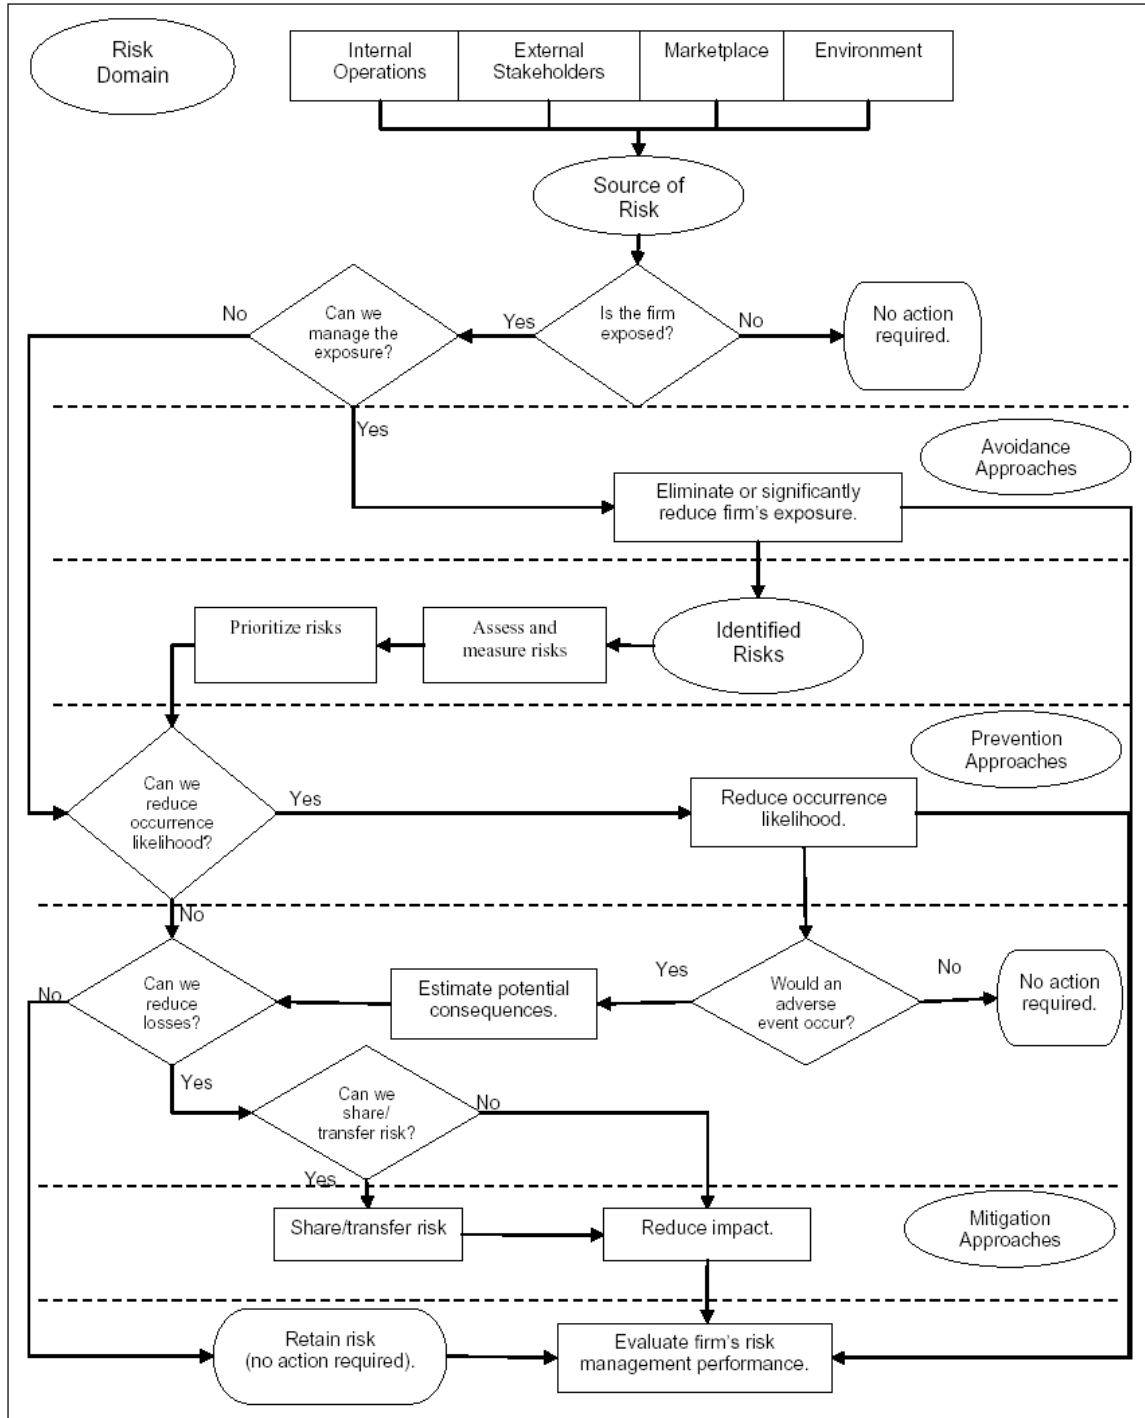 Risk
Domain
Internal
Operations
External
Stakeholders
Marketplace
Environment
Source of
Risk
No
Can we
manage the
exposure?
Yes
Is the firm
exposed?
No
No action
required.
Yes
Avoidance
Approaches
Eliminate or significantly
reduce firm's exposure.
Prioritize risks
Assess and
measure risks
Identified
Risks
Prevention
Approaches
Can we
reduce
occurrence
likelihood?
Yes
Reduce occurrence
likelihood.
No
No
Can we
reduce
losses?
Estimate potential
consequences.
Yes
Would an
adverse
event occur?
No
No action
required.
Yes
Can we
share/
transfer risk?
No
Yes
Share/transfer risk
Reduce impact.
Mitigation
Approaches
Retain risk
(no action required).
Evaluate firm's risk
management performance.